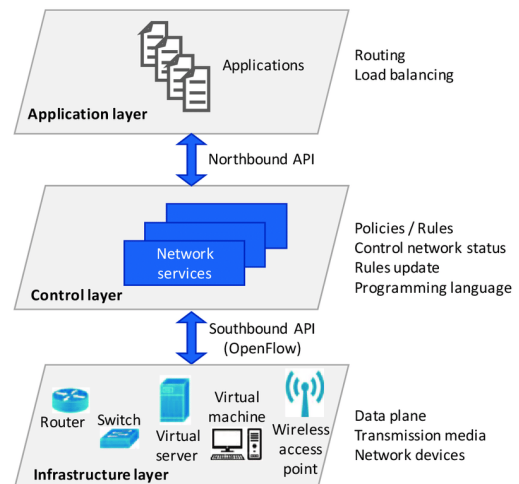 Applications
Application layer
Routing
Load balancing
Northbound API
Network
services
Control layer
Policies / Rules
Control network status
Rules update
Programming language
Southbound API
(OpenFlow)
Router
Switch
Virtual
server
Virtual
machine
Wireless
access
point
Infrastructure layer
Data plane
Transmission media
Network devices